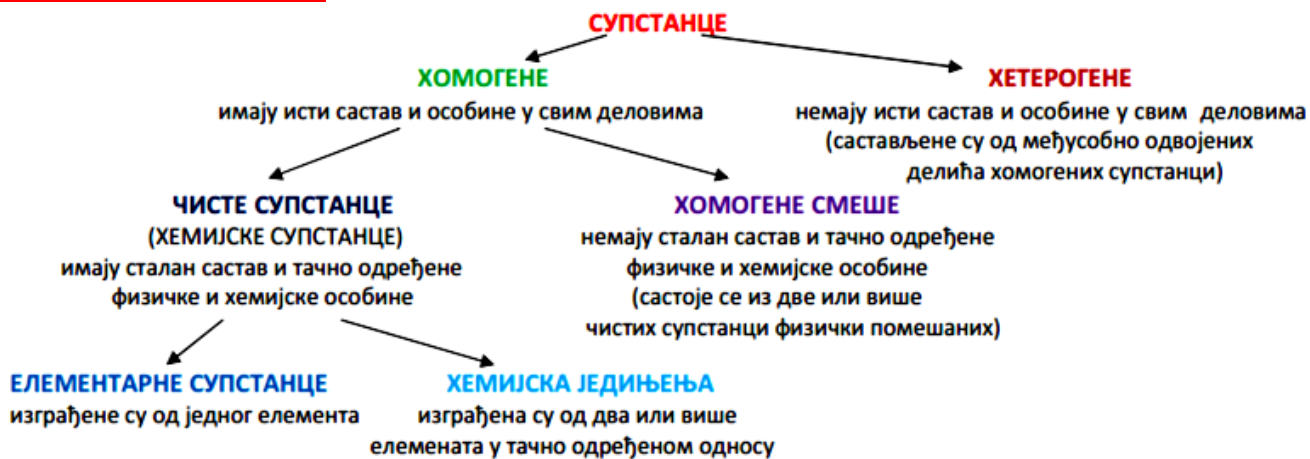 СУПСТАНЦЕ
ХОМОГЕНЕ
имају исти састав и особине у свим деловима
ХЕТЕРОГЕНЕ
немају исти састав и особине у свим деловима
(састављене су од међусобно одвојених
делића хомогених супстанци)
ЧИСТЕ СУПСТАНЦЕ
(ХЕМИЈСКЕ СУПСТАНЦЕ)
имају сталан састав и тачно одређене
физичке и хемијске особине
ХОМОГЕНЕ СМЕШЕ
немају сталан састав и тачно одређене
физичке и хемијске особине
(састоје се из две или више
чистих супстанци физички помешаних)
ЕЛЕМЕНТАРНЕ СУПСТАНЦЕ
изграђене су од једног елемента
ХЕМИЈСКА ЈЕДИЊЕЊА
изграђена су од два или више
елемената у тачно одређеном односу